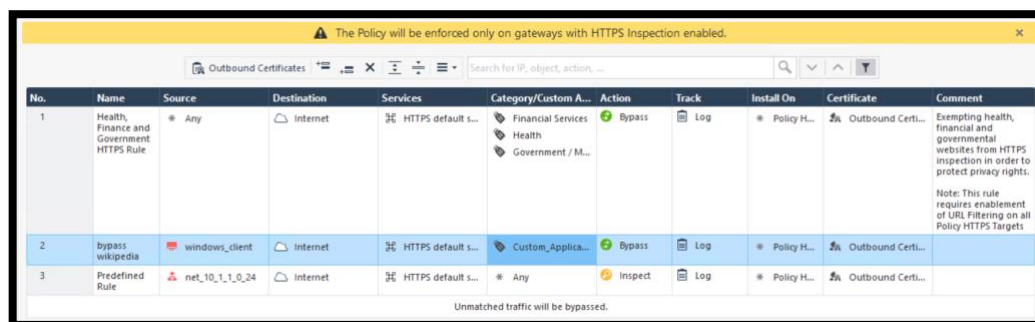 The Policy will be enforced only on gateways with HTTPS Inspection enabled.
Outbound Certificates Search for IP, object, action, ...
No. Name Source Destination Services Category/Custom A... Action Track Install On Certificate Comment
1 Health, Finance and Government HTTPS Rule Any Internet HTTPS default s... Financial Services Health Government / M... Bypass Log Policy H... Outbound Certi... Exempting health, financial and governmental websites from HTTPS inspection in order to protect privacy rights.
Note: This rule requires enablement of URL Filtering on all Policy HTTPS Targets
2 bypass wikipedia windows_client Internet HTTPS default s... Custom_Applica... Bypass Log Policy H... Outbound Certi...
3 Predefined Rule net_10_1_1_0_24 Internet HTTPS default s... Any Inspect Log Policy H... Outbound Certi...
Unmatched traffic will be bypassed.